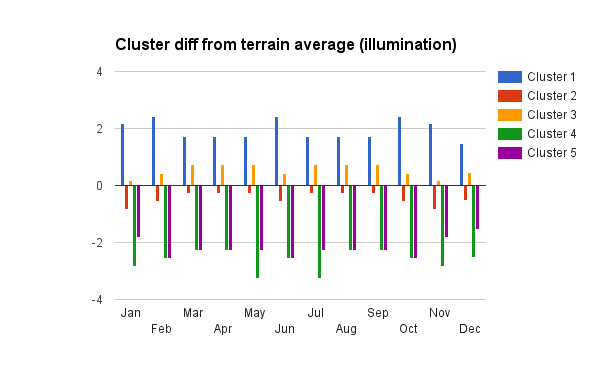 Cluster diff from terrain average (illumination)
4
2
0
-2
-4
Jan
Feb
Mar
Apr
May
Jun
Jul
Aug
Sep
Oct
Nov
Dec
Cluster 1
Cluster 2
Cluster 3
Cluster 4
Cluster 5